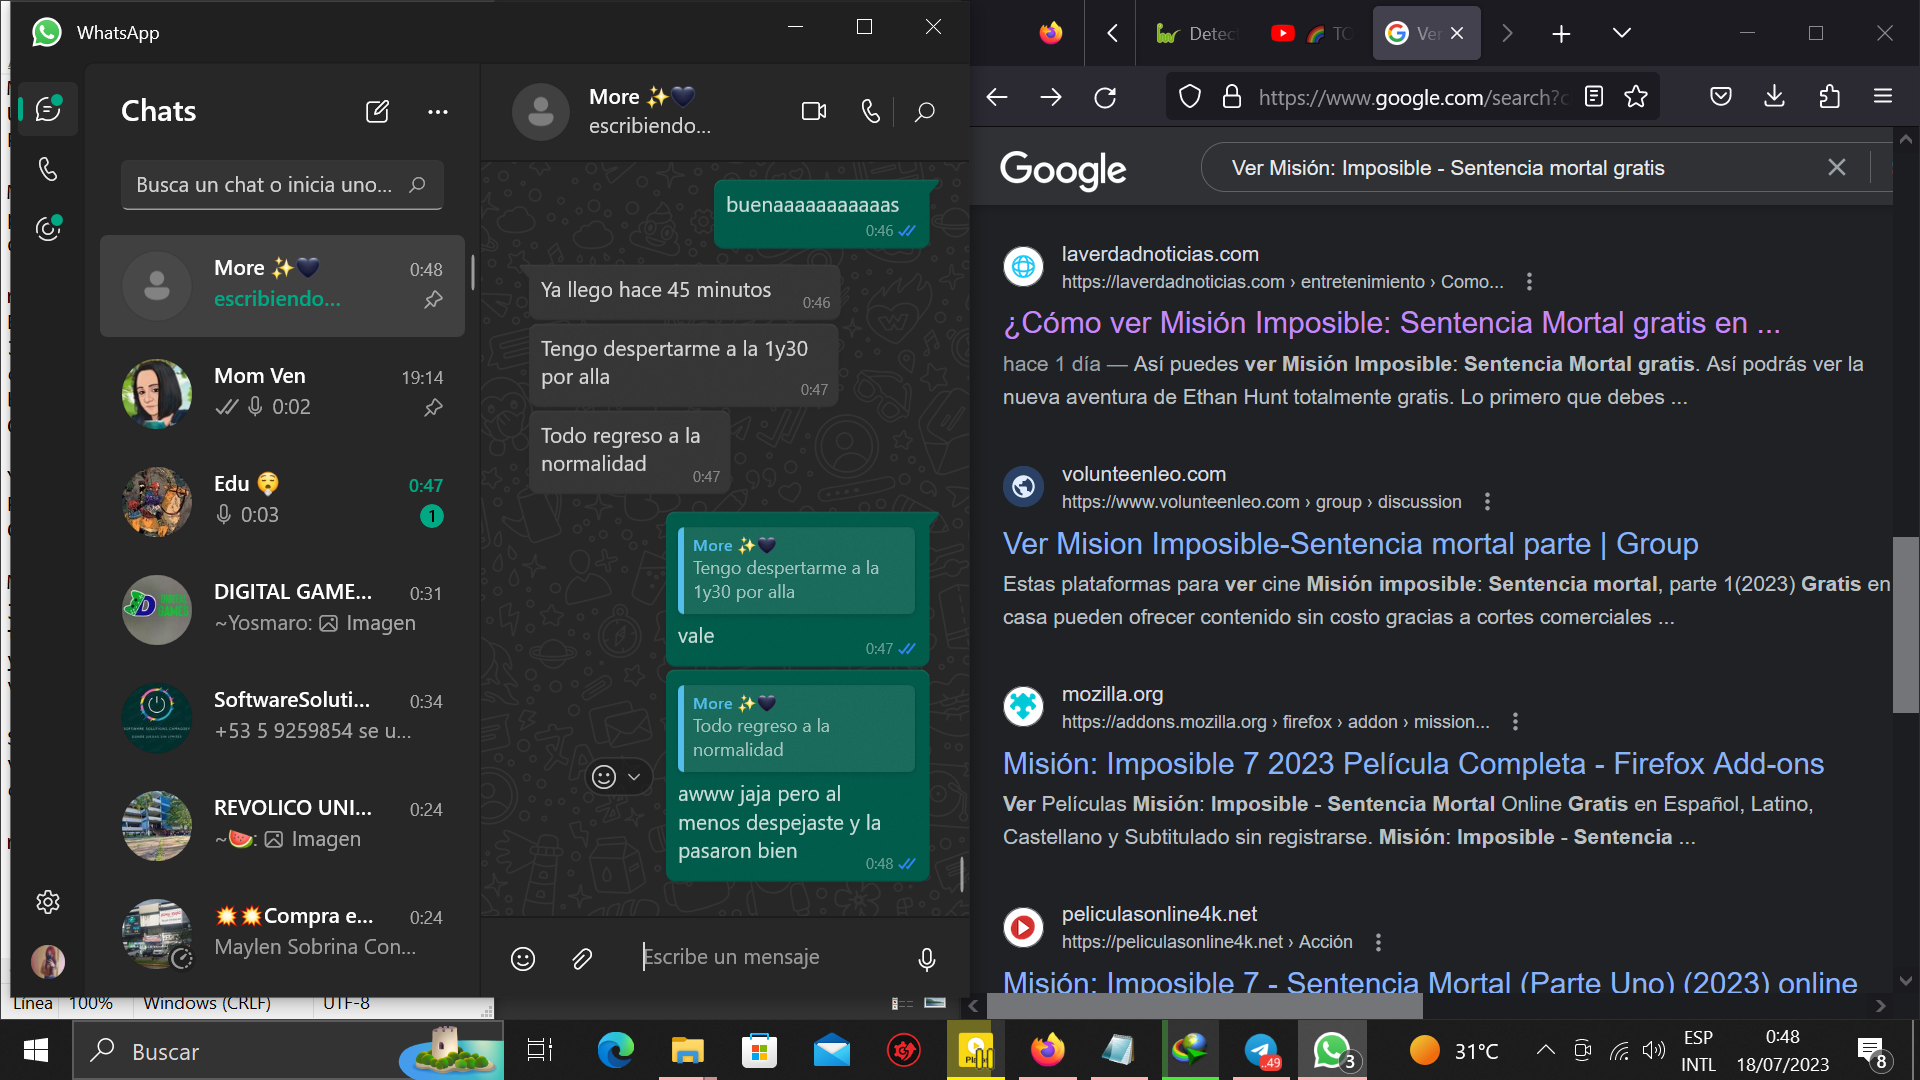 WhatsApp
Chats
Busca un chat o inicia uno...
More ✨🖤 0:48
escribiendo...
Mom Ven 19:14
0:02
Edu 😮‍💨 0:47
0:03 1
DIGITAL GAME... 0:31
~Yosmaro: Imagen
SoftwareSoluti... 0:34
+53 5 9259854 se u...
REVOLICO UNI... 0:24
~🍉: Imagen
💥💥Compra e... 0:24
Maylen Sobrina Con...
More ✨🖤
escribiendo...
buenaaaaaaaaaaas
0:46
Ya llego hace 45 minutos
0:46
Tengo despertarme a la 1y30
por alla
0:47
Todo regreso a la
normalidad
0:47
More ✨🖤
Tengo despertarme a la
1y30 por alla
vale
0:47
More ✨🖤
Todo regreso a la
normalidad
awww jaja pero al
menos despejaste y la
pasaron bien
0:48
Escribe un mensaje
Línea 100% Windows (CRLF) UTF-8
Detect
TO
Ver
https://www.google.com/search?c
Google
Ver Misión: Imposible - Sentencia mortal gratis
laverdadnoticias.com
https://laverdadnoticias.com › entretenimiento › Como...
¿Cómo ver Misión Imposible: Sentencia Mortal gratis en ...
hace 1 día — Así puedes ver Misión Imposible: Sentencia Mortal gratis. Así podrás ver la
nueva aventura de Ethan Hunt totalmente gratis. Lo primero que debes ...
volunteenleo.com
https://www.volunteenleo.com › group › discussion
Ver Mision Imposible-Sentencia mortal parte | Group
Estas plataformas para ver cine Misión imposible: Sentencia mortal, parte 1(2023) Gratis en
casa pueden ofrecer contenido sin costo gracias a cortes comerciales ...
mozilla.org
https://addons.mozilla.org › firefox › addon › mission...
Misión: Imposible 7 2023 Película Completa - Firefox Add-ons
Ver Películas Misión: Imposible - Sentencia Mortal Online Gratis en Español, Latino,
Castellano y Subtitulado sin registrarse. Misión: Imposible - Sentencia ...
peliculasonline4k.net
https://peliculasonline4k.net › Acción
Misión: Imposible 7 - Sentencia Mortal (Parte Uno) (2023) online
Buscar
..49
3
31°C
ESP
INTL
0:48
18/07/2023
8